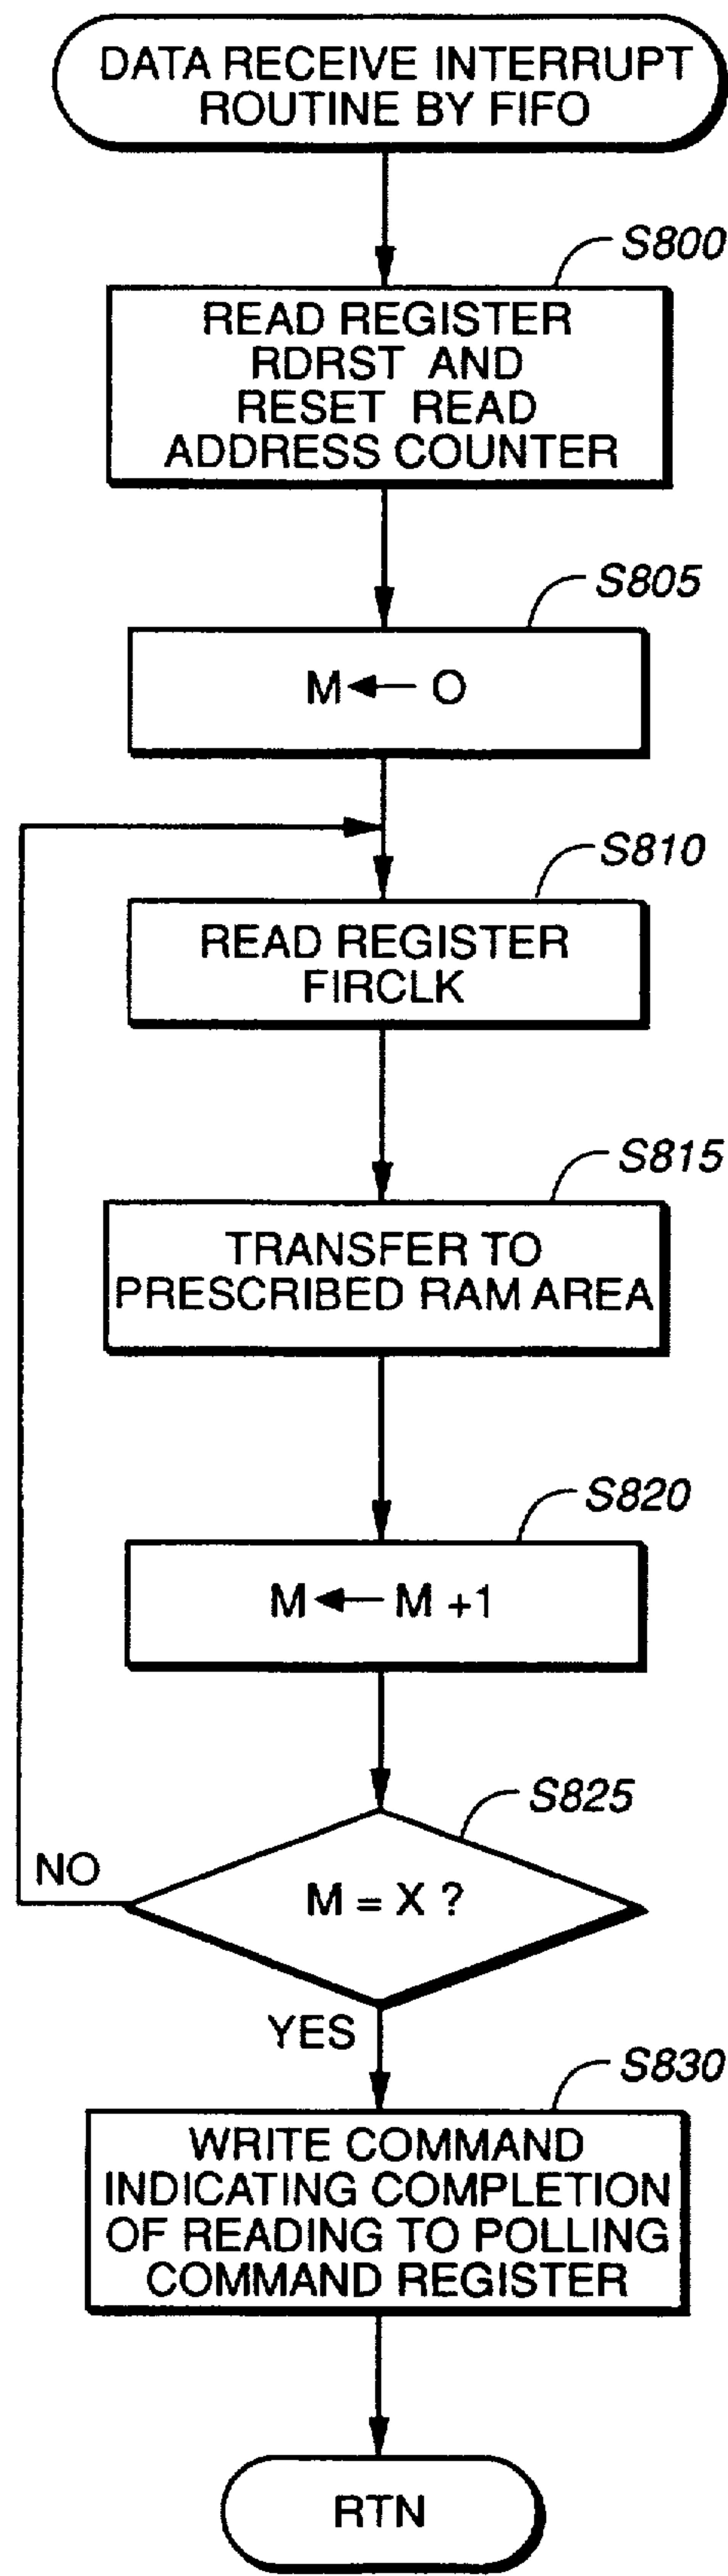 DATA RECEIVE INTERRUPT
ROUTINE BY FIFO
S800
READ REGISTER
RDRST AND
RESET READ
ADDRESS COUNTER
S805
M ← O
S810
READ REGISTER
FIRCLK
S815
TRANSFER TO
PRESCRIBED RAM AREA
S820
M ← M +1
S825
NO
M = X ?
YES
S830
WRITE COMMAND
INDICATING COMPLETION
OF READING TO POLLING
COMMAND REGISTER
RTN